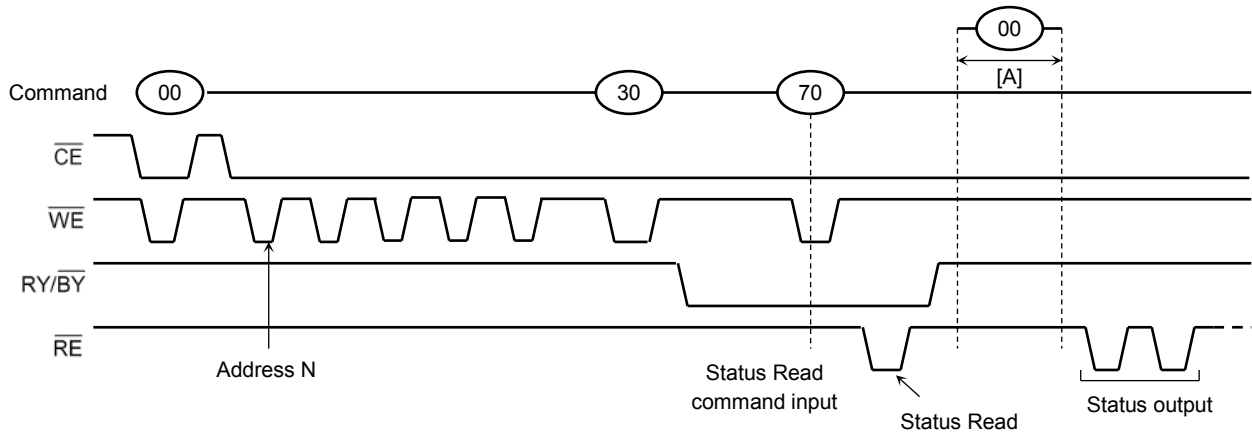 00
[A]
Command 00 30 70
CE
WE
RY/BY
RE
Address N
Status Read
command input
Status Read
Status output